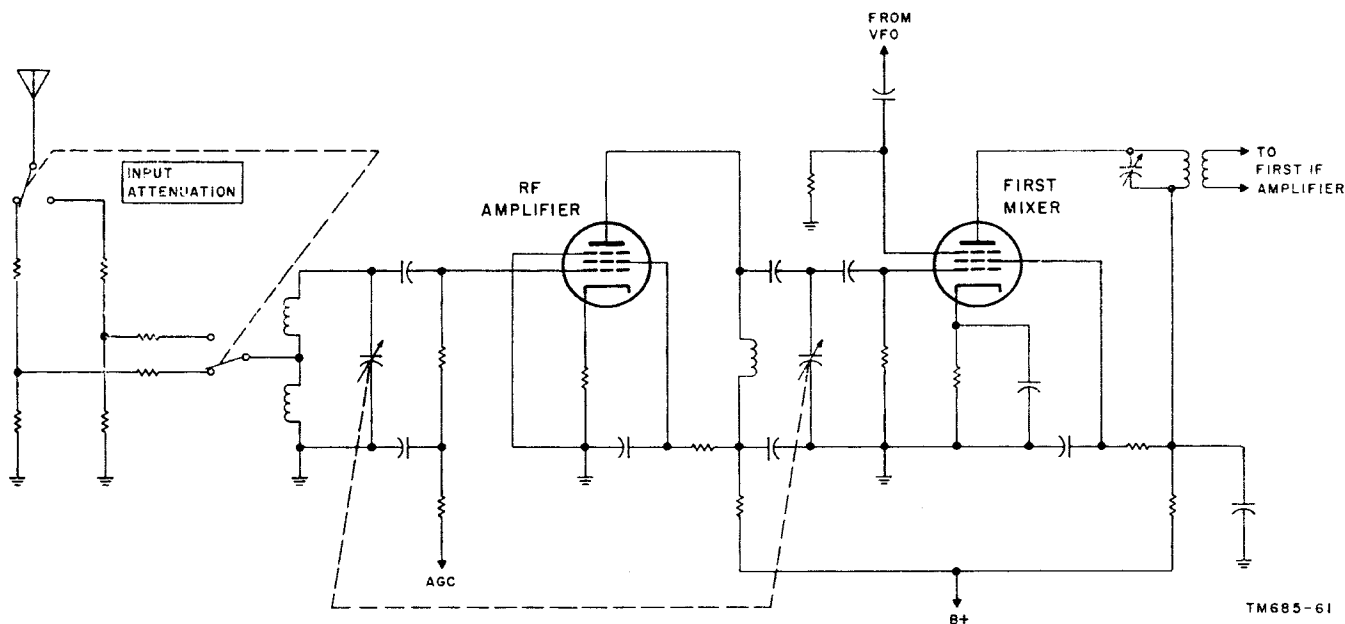 FROM
VFO
INPUT
ATTENUATION
RF
AMPLIFIER
FIRST
MIXER
TO
FIRST IF
AMPLIFIER
AGC
B+
TM685-61